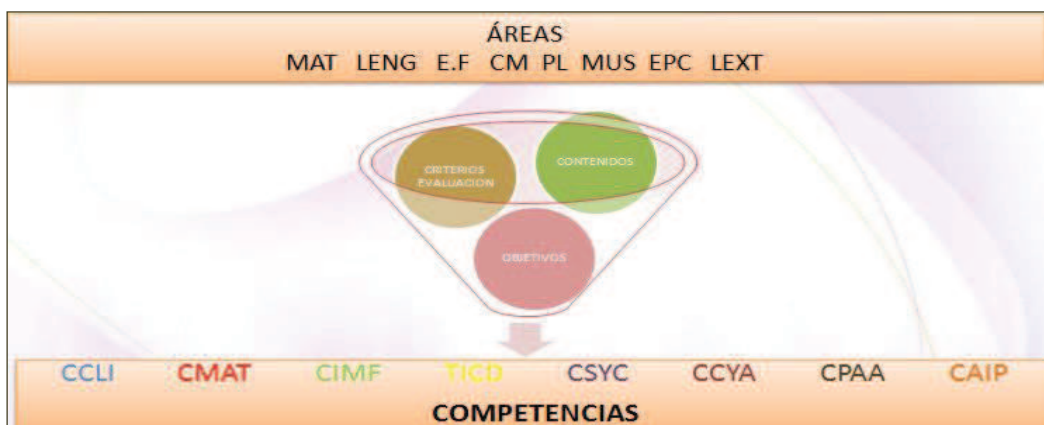 ÁREAS
MAT LENG E.F CM PL MUS EPC LEXT
CRITERIOS
EVALUACION
CONTENIDOS
OBJETIVOS
CCLI CMAT CIMF TICD CSYC CCYA CPAA CAIP
COMPETENCIAS